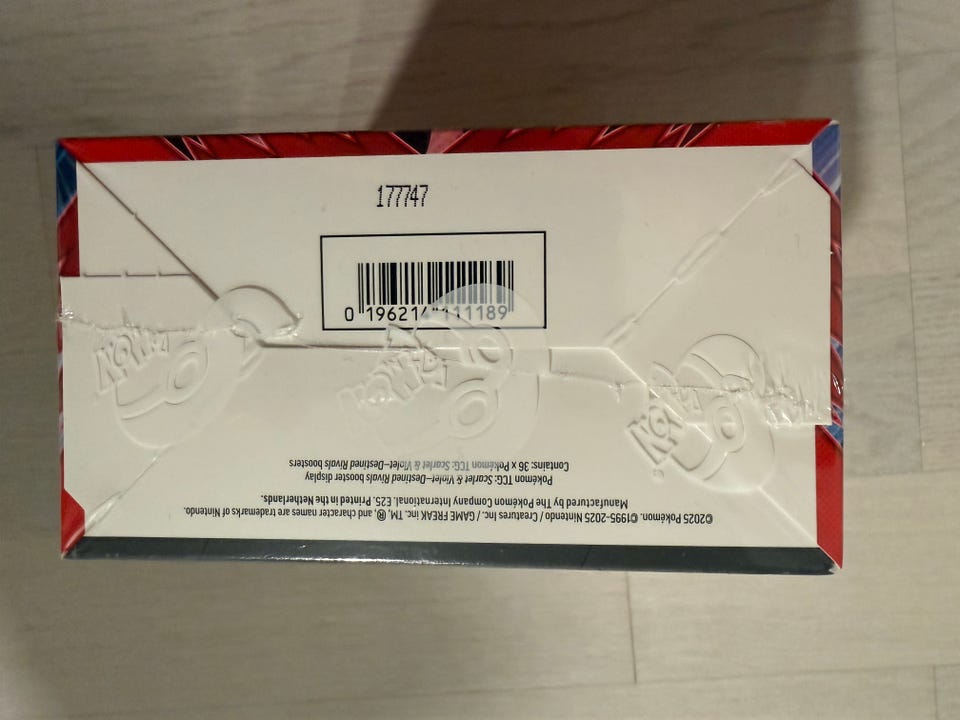 177747
0 196214 111189
©2025 Pokémon. ©1995-2025 Nintendo / Creatures Inc. / GAME FREAK inc. TM, ®, and character names are trademarks of Nintendo.
Manufactured by The Pokémon Company International. E25. Printed in the Netherlands.
Pokémon TCG: Scarlet & Violet—Destined Rivals booster display
Contains: 36 x Pokémon TCG: Scarlet & Violet—Destined Rivals boosters